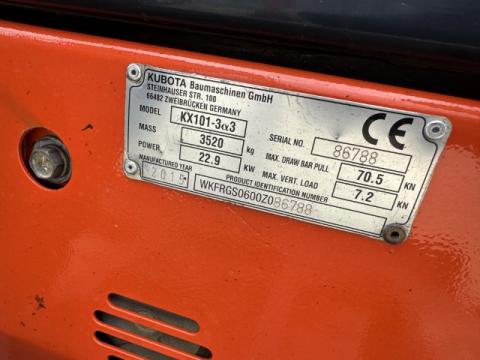 KUBOTA Baumaschinen GmbH
STEINHAUSER STR. 100
66482 ZWEIBRÜCKEN GERMANY
CE
MODEL KX101-3α3
SERIAL NO. 86788
MASS 3520 kg
MAX. DRAW BAR PULL 70.5 KN
POWER 22.9 KW
MAX. VERT. LOAD 7.2 KN
MANUFACTURED YEAR 2015
PRODUCT IDENTIFICATION NUMBER
WKFRGS0600Z086788